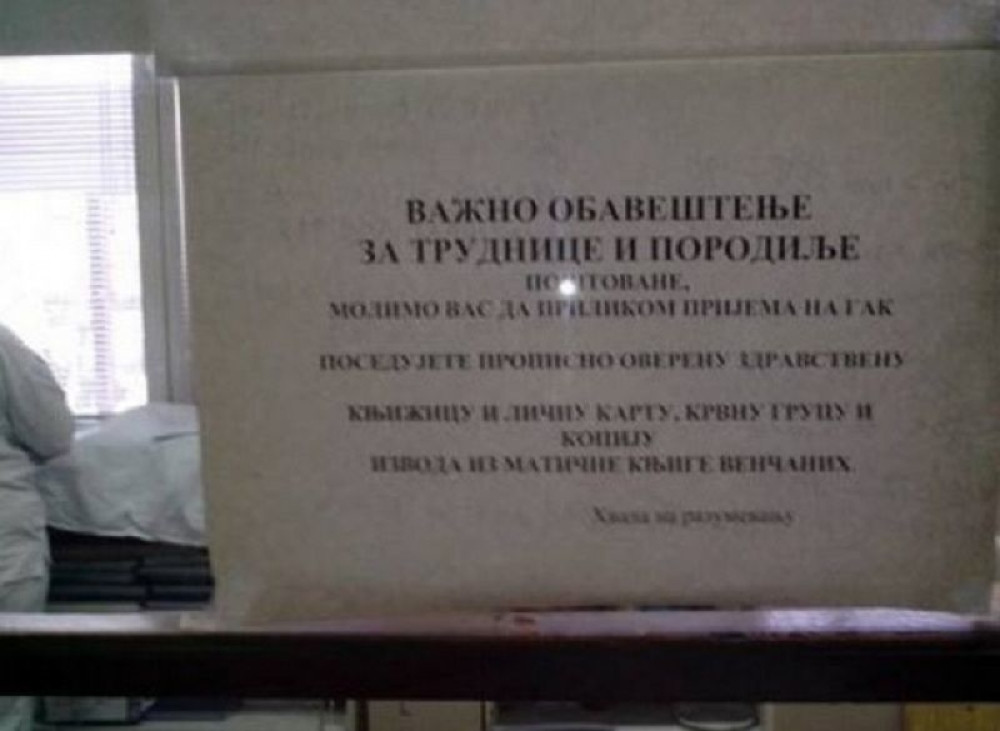 ВАЖНО ОБАВЕШТЕЊЕ
ЗА ТРУДНИЦЕ И ПОРОДИЉЕ
ПОШТОВАНЕ,
МОЛИМО ВАС ДА ПРИЛИКОМ ПРИЈЕМА НА ГАК
ПОСЕДУЈЕТЕ ПРОПИСНО ОВЕРЕНУ ЗДРАВСТВЕНУ
КЊИЖИЦУ И ЛИЧНУ КАРТУ, КРВНУ ГРУПУ И
КОПИЈУ
ИЗВОДА ИЗ МАТИЧНЕ КЊИГЕ ВЕНЧАНИХ.
Хвала на разумевању